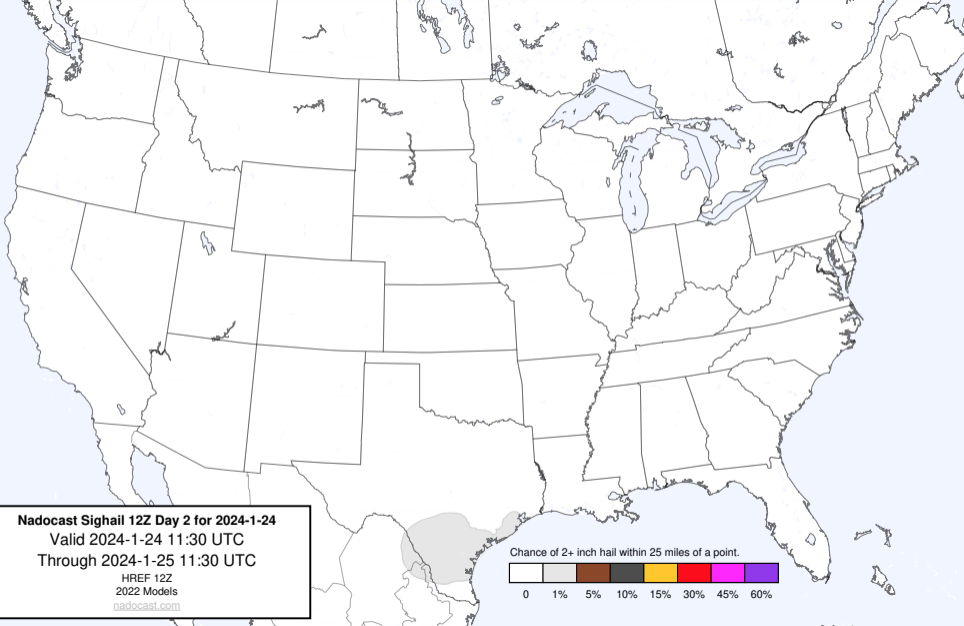 Nadocast Sighail 12Z Day 2 for 2024-1-24
Valid 2024-1-24 11:30 UTC
Through 2024-1-25 11:30 UTC
HREF 12Z
2022 Models
nadocast.com
Chance of 2+ inch hail within 25 miles of a point.
0 1% 5% 10% 15% 30% 45% 60%